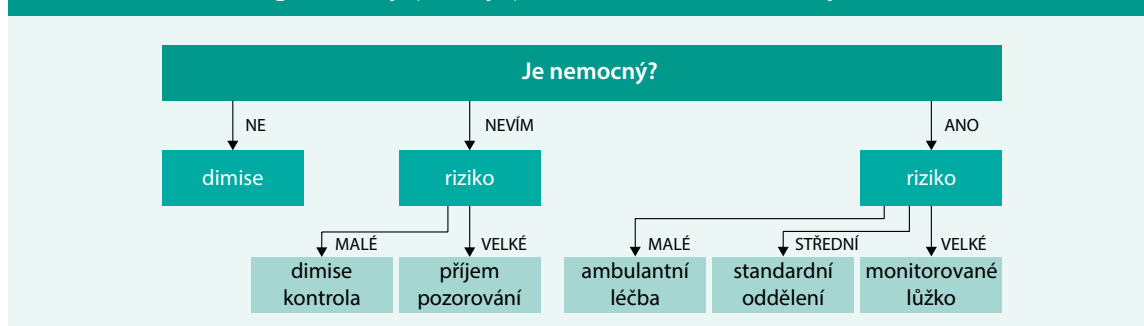 Je nemocný?
NE
NEVÍM
ANO
dimise
riziko
riziko
MALÉ
VELKÉ
MALÉ
STŘEDNÍ
VELKÉ
dimise
kontrola
příjem
pozorování
ambulantní
léčba
standardní
oddělení
monitorované
lůžko